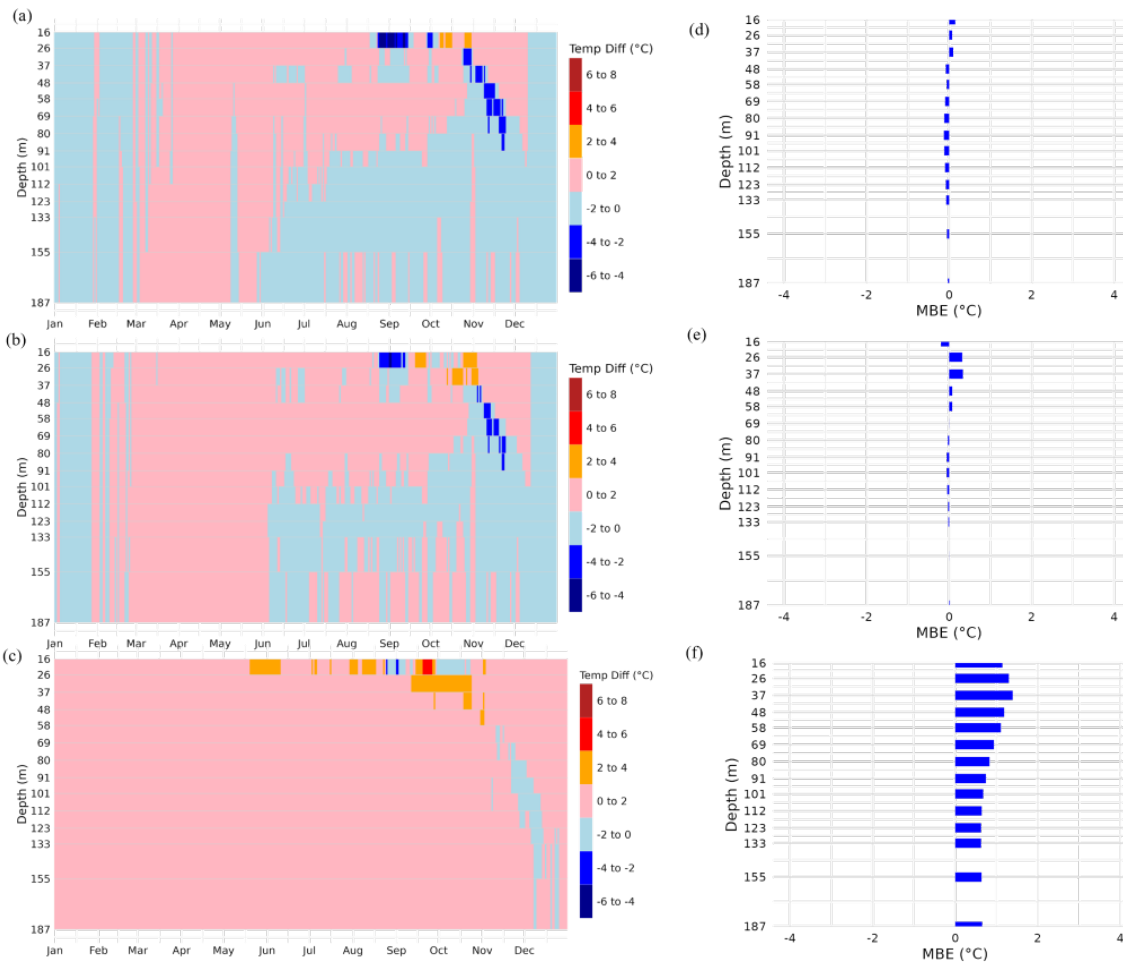 (a)
16
26
37
48
58
69
80
91
101
112
123
133
155
187
Depth (m)
Jan Feb Mar Apr May Jun Jul Aug Sep Oct Nov Dec
Temp Diff (°C)
6 to 8
4 to 6
2 to 4
0 to 2
-2 to 0
-4 to -2
-6 to -4
(d)
16
26
37
48
58
69
80
91
101
112
123
133
155
187
Depth (m)
-4 -2 0 2 4
MBE (°C)
(b)
16
26
37
48
58
69
80
91
101
112
123
133
155
187
Depth (m)
Jan Feb Mar Apr May Jun Jul Aug Sep Oct Nov Dec
Temp Diff (°C)
6 to 8
4 to 6
2 to 4
0 to 2
-2 to 0
-4 to -2
-6 to -4
(e)
16
26
37
48
58
69
80
91
101
112
123
133
155
187
Depth (m)
-4 -2 0 2 4
MBE (°C)
(c)
16
26
37
48
58
69
80
91
101
112
123
133
155
187
Depth (m)
Jan Feb Mar Apr May Jun Jul Aug Sep Oct Nov Dec
Temp Diff (°C)
6 to 8
4 to 6
2 to 4
0 to 2
-2 to 0
-4 to -2
-6 to -4
(f)
16
26
37
48
58
69
80
91
101
112
123
133
155
187
Depth (m)
-4 -2 0 2 4
MBE (°C)